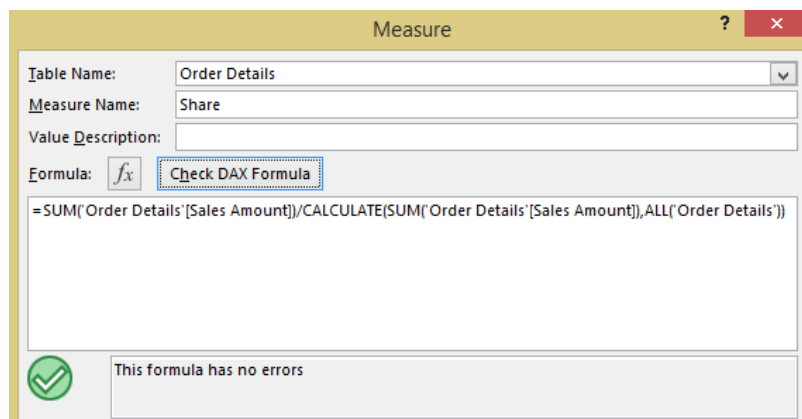 Measure
? ×
Table Name: Order Details
Measure Name: Share
Value Description:
Formula: fx Check DAX Formula
=SUM('Order Details'[Sales Amount])/CALCULATE(SUM('Order Details'[Sales Amount]),ALL('Order Details'))
This formula has no errors